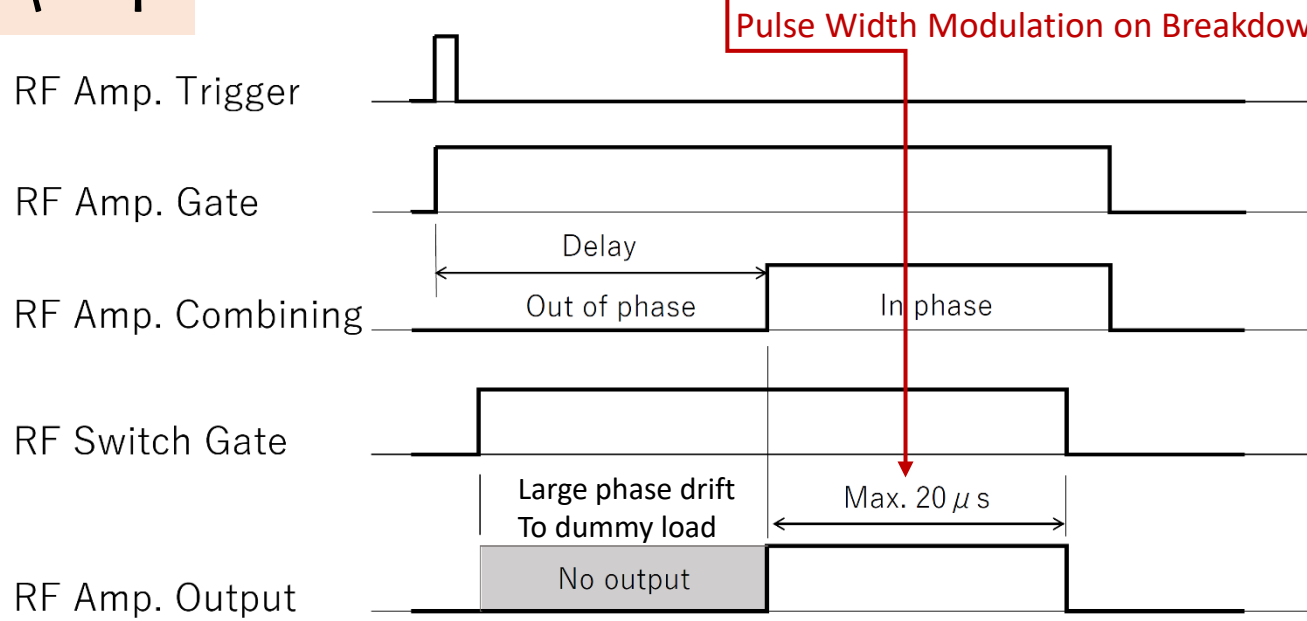 Pulse Width Modulation on
RF Amp. Trigger
RF Amp. Gate
Delay
RF Amp. Combining
Out of phase
In phase
RF Switch Gate
Large phase drift
To dummy load
Max. 20 μ s
No output
RF Amp. Output